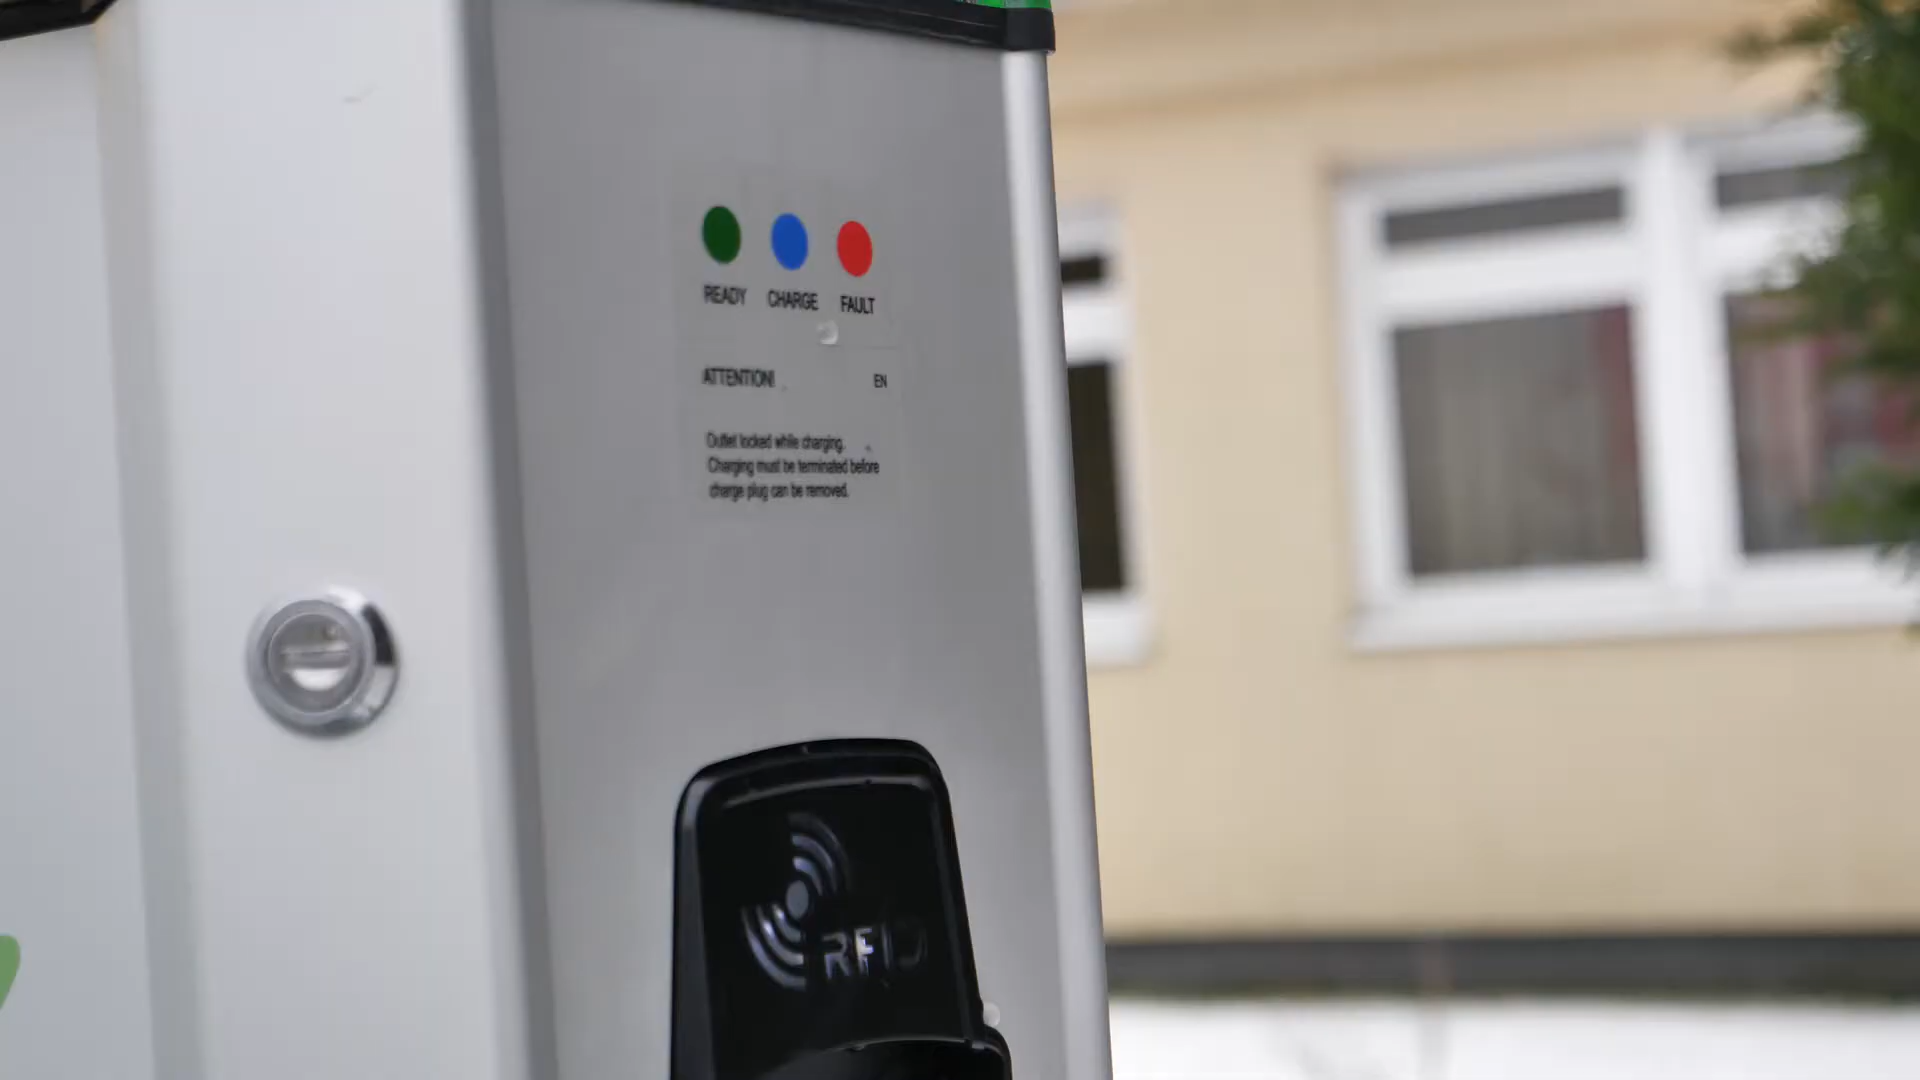 READY CHARGE FAULT
ATTENTION! EN
Outlet locked while charging.
Charging must be terminated before
charge plug can be removed.
RFID